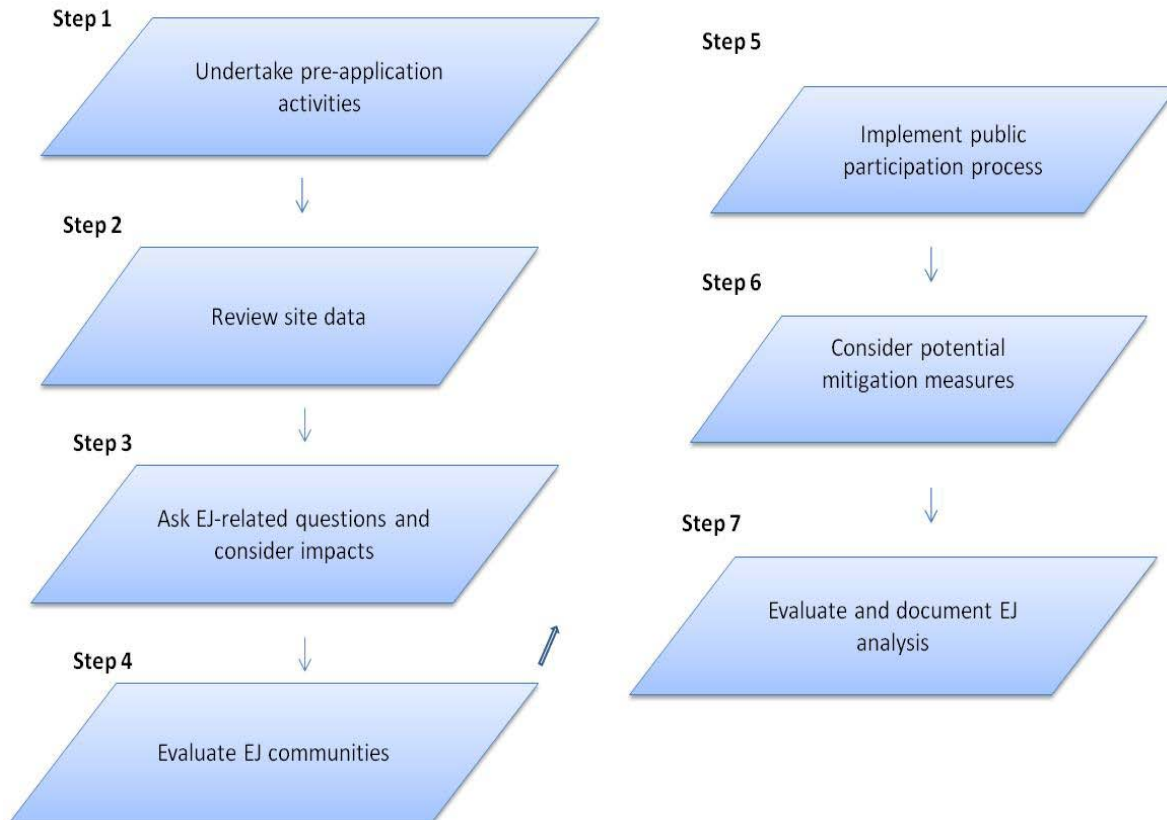 Step 1
Undertake pre-application
activities
Step 2
Review site data
Step 3
Ask EJ-related questions and
consider impacts
Step 4
Evaluate EJ communities
Step 5
Implement public
participation process
Step 6
Consider potential
mitigation measures
Step 7
Evaluate and document EJ
analysis